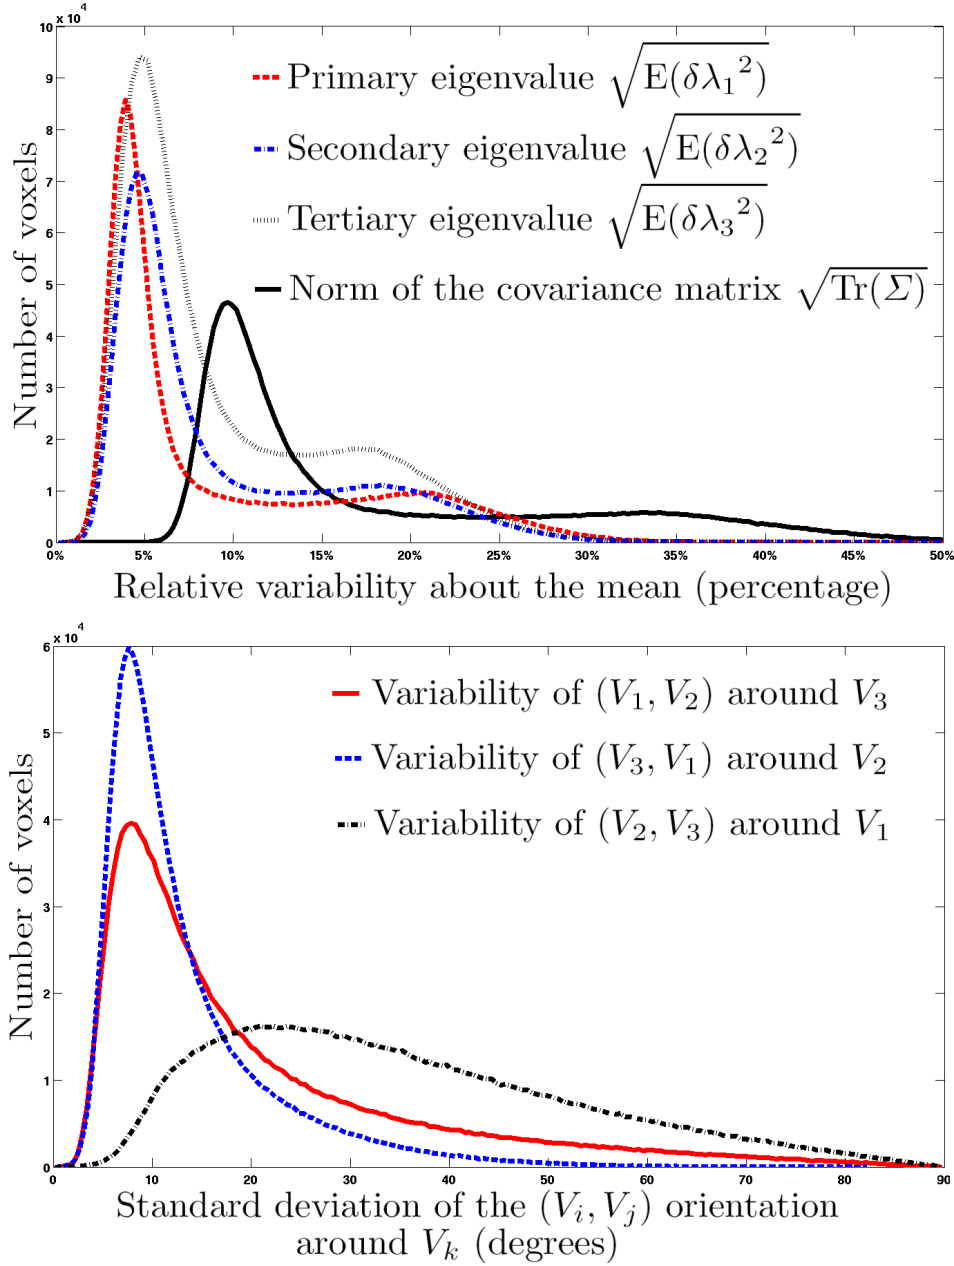 x 10⁴
10
9
8
7
6
5
4
3
2
1
0
Primary eigenvalue √E(δλ₁²)
Secondary eigenvalue √E(δλ₂²)
Tertiary eigenvalue √E(δλ₃²)
Norm of the covariance matrix √Tr(Σ)
Number of voxels
0% 5% 10% 15% 20% 25% 30% 35% 40% 45% 50%
Relative variability about the mean (percentage)
x 10⁴
6
5
4
3
2
1
0
Variability of (V₁, V₂) around V₃
Variability of (V₃, V₁) around V₂
Variability of (V₂, V₃) around V₁
Number of voxels
0 10 20 30 40 50 60 70 80 90
Standard deviation of the (Vᵢ, Vⱼ) orientation
around Vₖ (degrees)